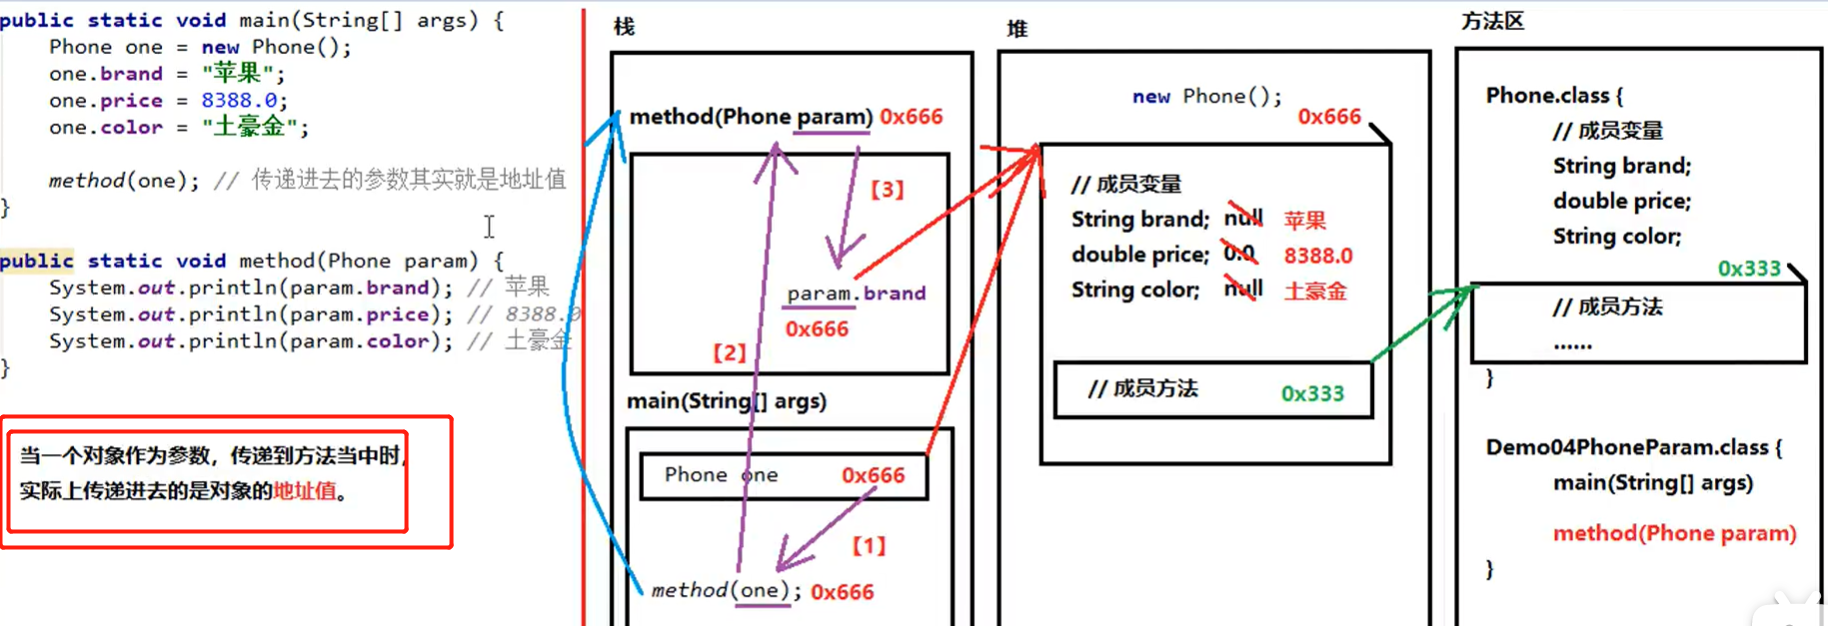 public static void main(String[] args) {
Phone one = new Phone();
one.brand = "苹果";
one.price = 8388.0;
one.color = "土豪金";
method(one); // 传递进去的参数其实就是地址值
}
public static void method(Phone param) {
System.out.println(param.brand); // 苹果
System.out.println(param.price); // 8388.0
System.out.println(param.color); // 土豪金
}
当一个对象作为参数，传递到方法当中时，
实际上传递进去的是对象的地址值。
栈
method(Phone param) 0x666
【3】
param.brand
0x666
【2】
main(String[] args)
Phone one 0x666
【1】
method(one); 0x666
堆
new Phone();
0x666
// 成员变量
String brand; null 苹果
double price; 0.0 8388.0
String color; null 土豪金
// 成员方法 0x333
方法区
Phone.class {
// 成员变量
String brand;
double price;
String color;
0x333
// 成员方法
......
}
Demo04PhoneParam.class {
main(String[] args)
method(Phone param)
}